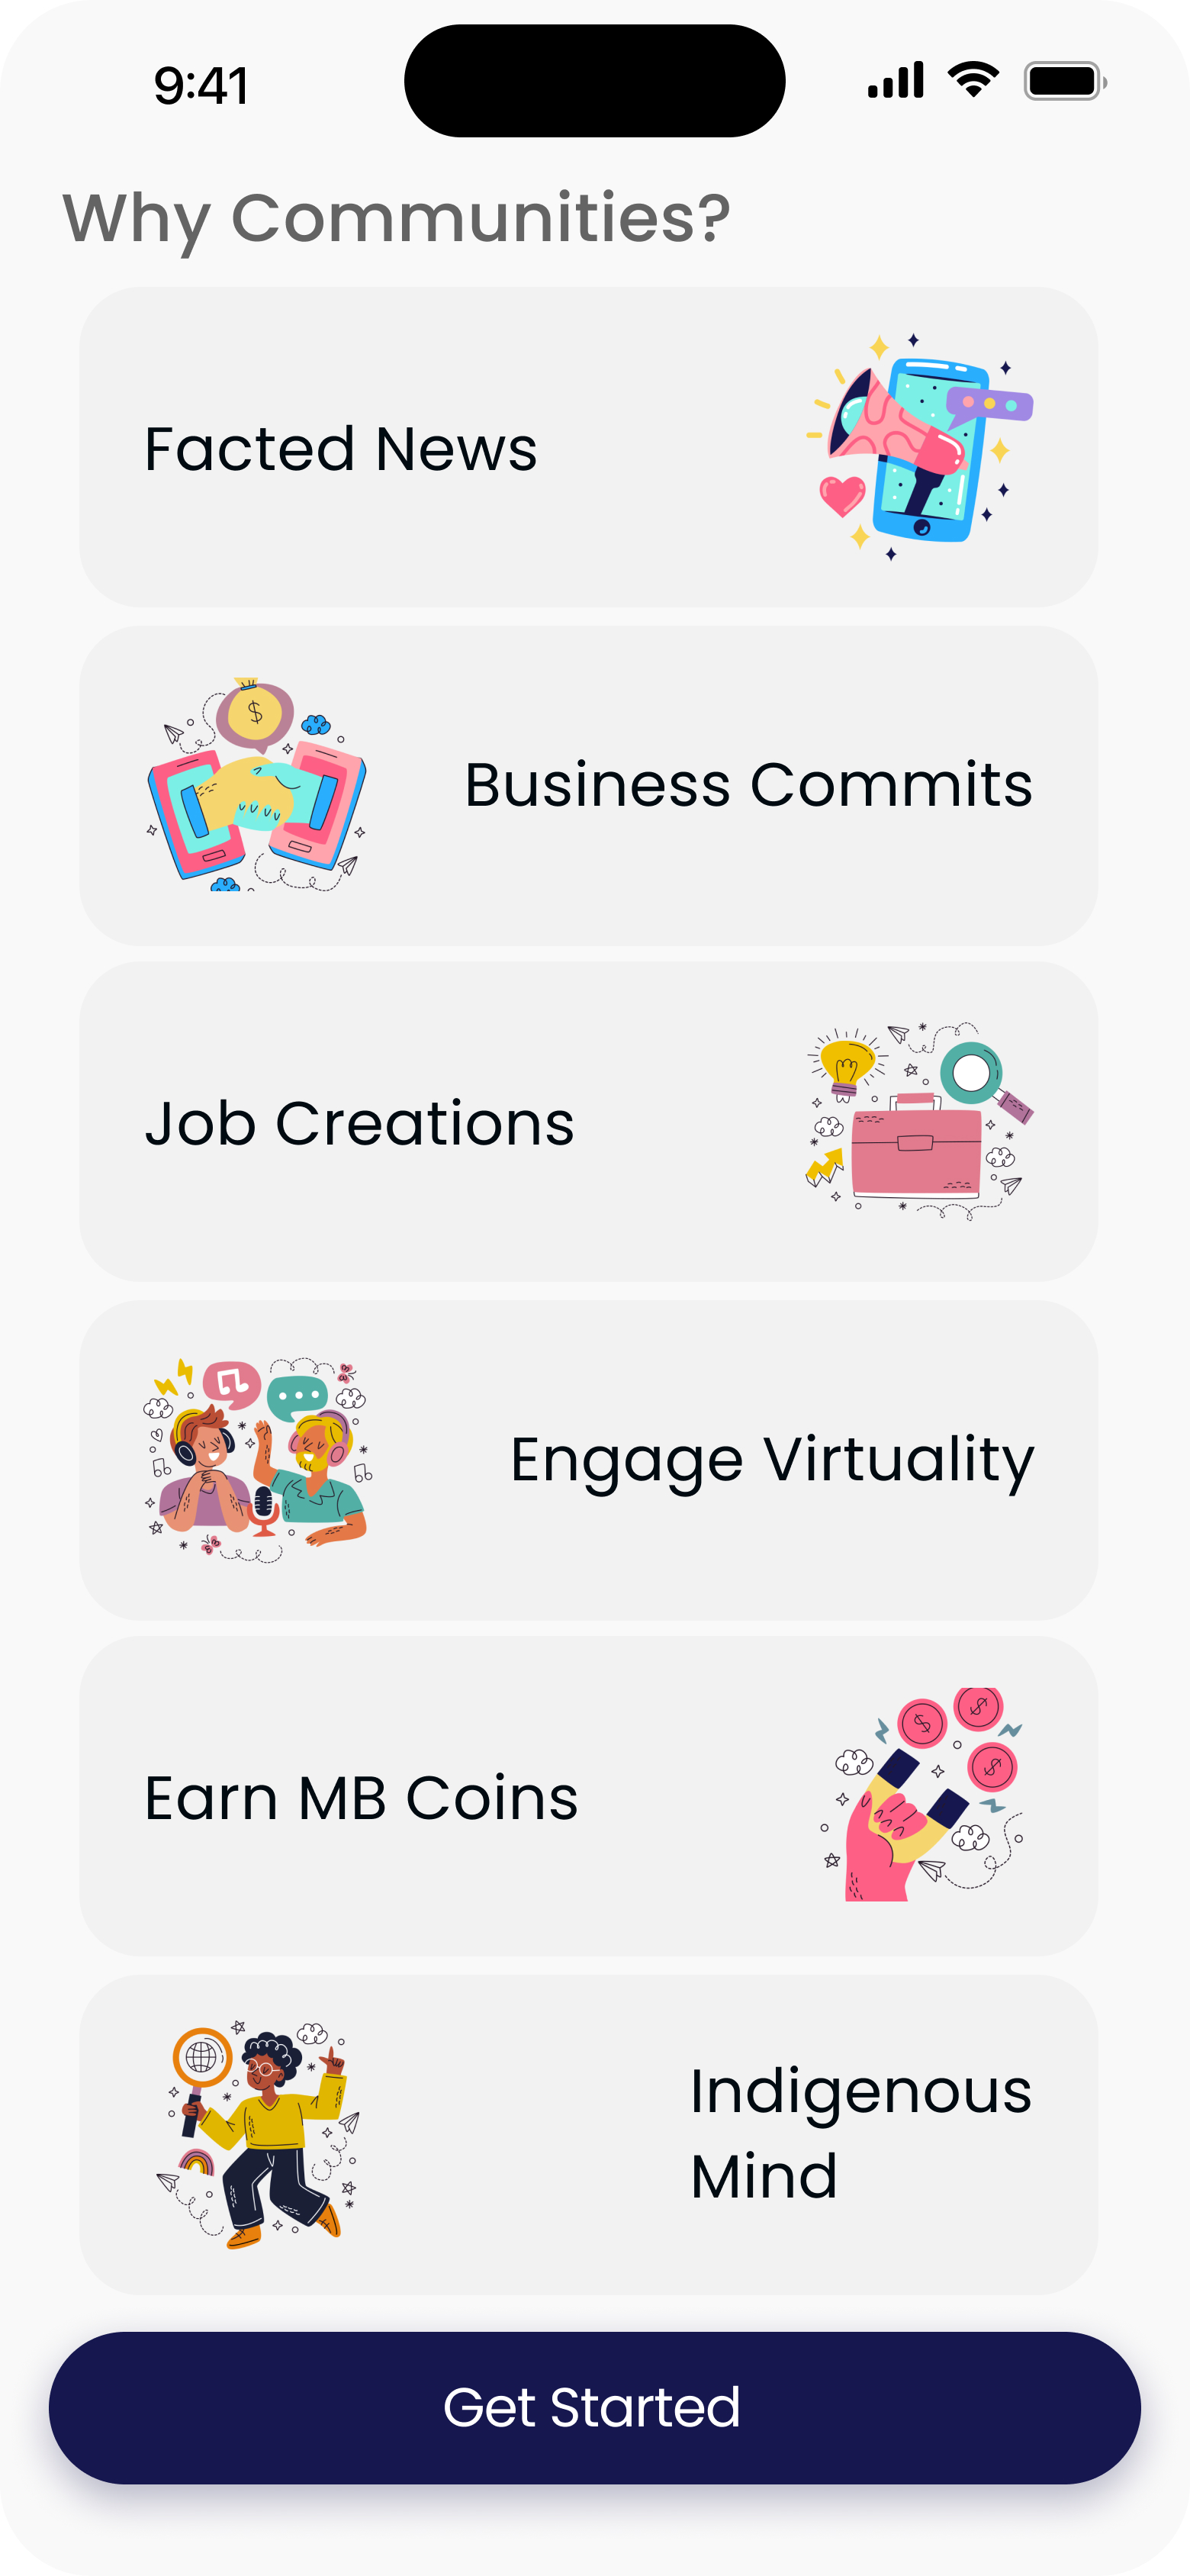 9:41
Why Communities?
Facted News
Business Commits
Job Creations
Engage Virtuality
Earn MB Coins
Indigenous
Mind
Get Started